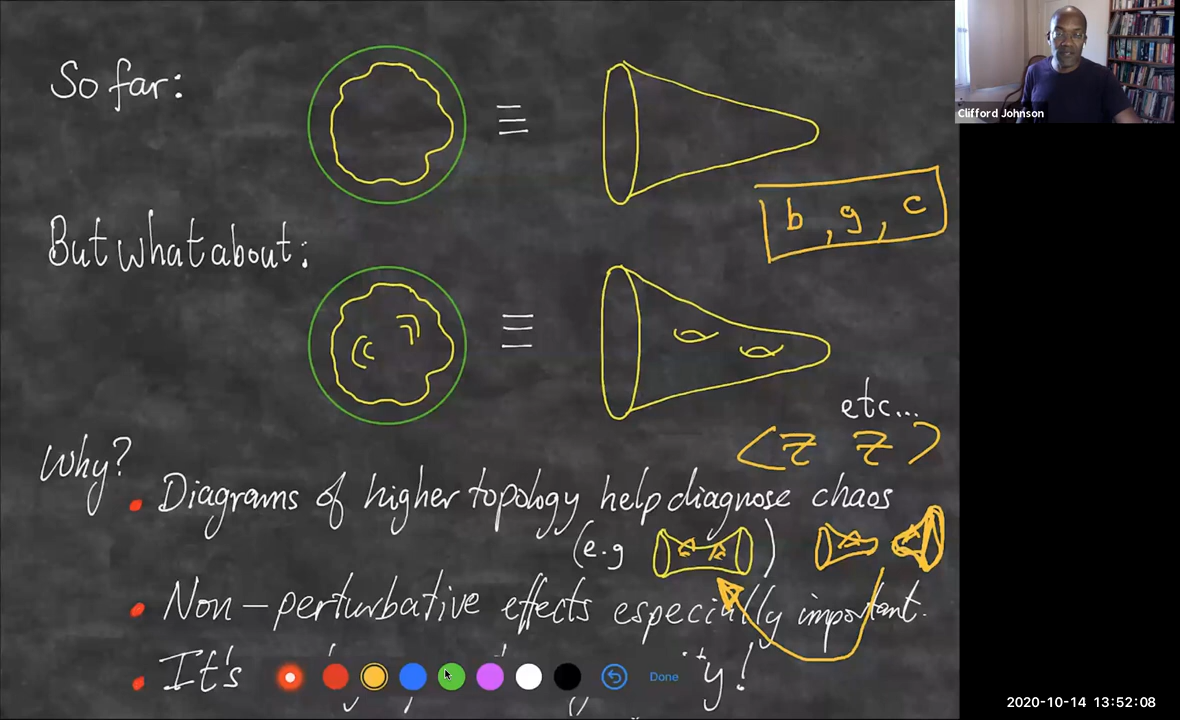 So far:
≡
Clifford Johnson
b, g, c
But what about:
≡
etc...
<Z Z>
Why?
• Diagrams of higher topology help diagnose chaos
(e.g )
• Non-perturbative effects especially important.
• It's ty!
Done
2020-10-14 13:52:08